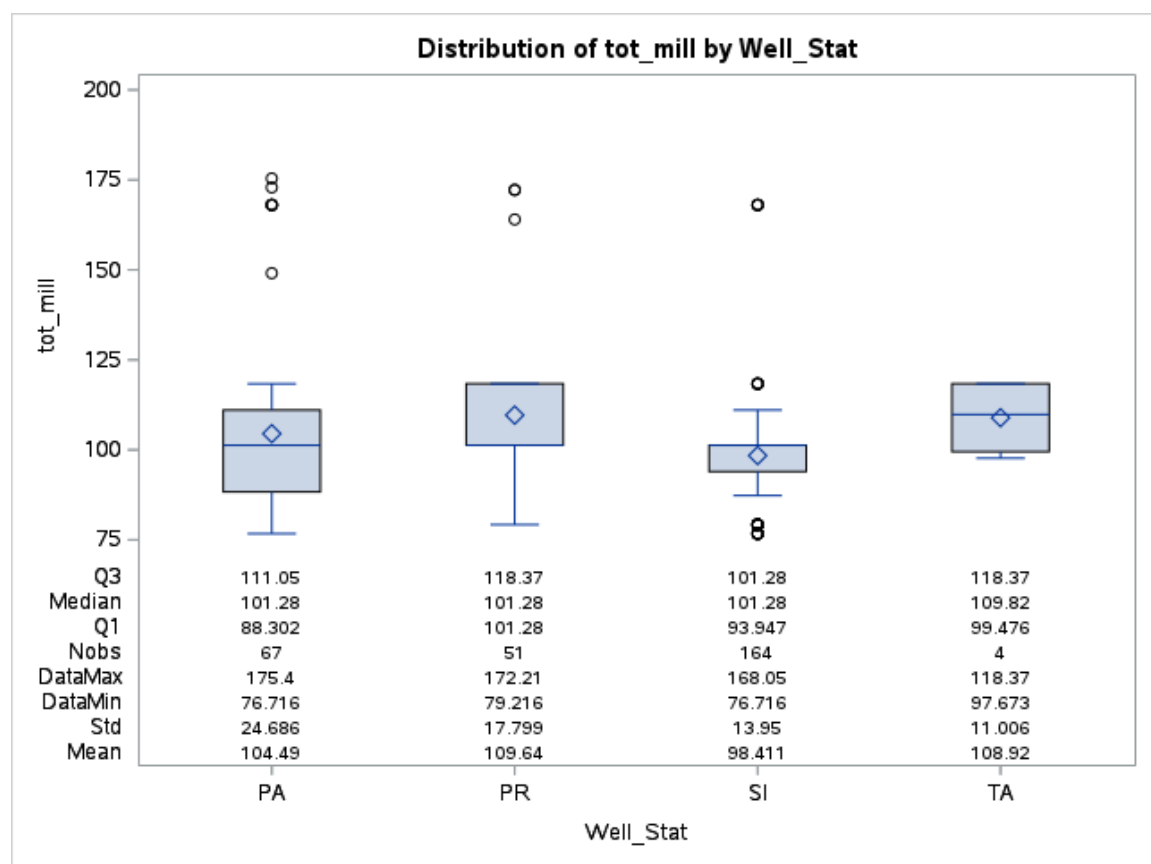 Distribution of tot_mill by Well_Stat
200
175
150
125
100
75
tot_mill
Q3 111.05 118.37 101.28 118.37
Median 101.28 101.28 101.28 109.82
Q1 88.302 101.28 93.947 99.476
Nobs 67 51 164 4
DataMax 175.4 172.21 168.05 118.37
DataMin 76.716 79.216 76.716 97.673
Std 24.686 17.799 13.95 11.006
Mean 104.49 109.64 98.411 108.92
PA PR SI TA
Well_Stat